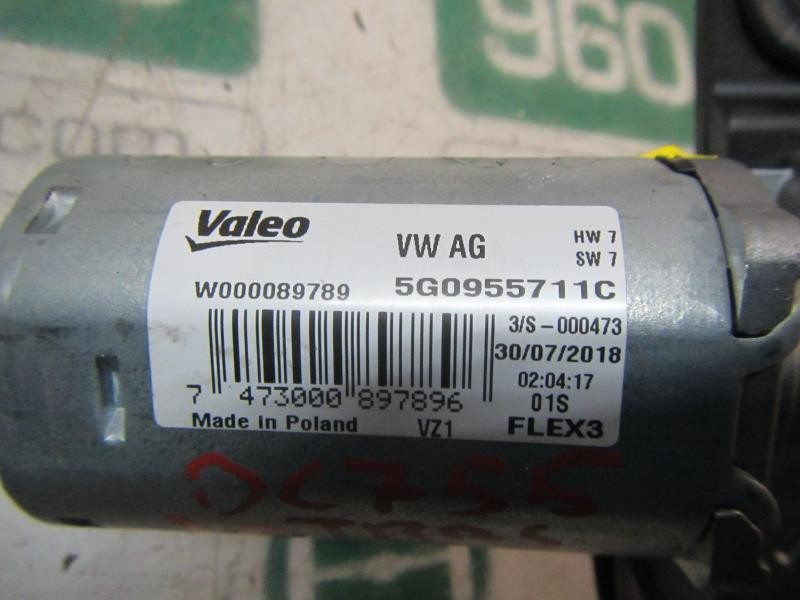 960
com
Valeo
VW AG
HW 7
SW 7
W000089789
5G0955711C
3/S-000473
30/07/2018
02:04:17
7 473000 897896
01S
Made in Poland
VZ1
FLEX3